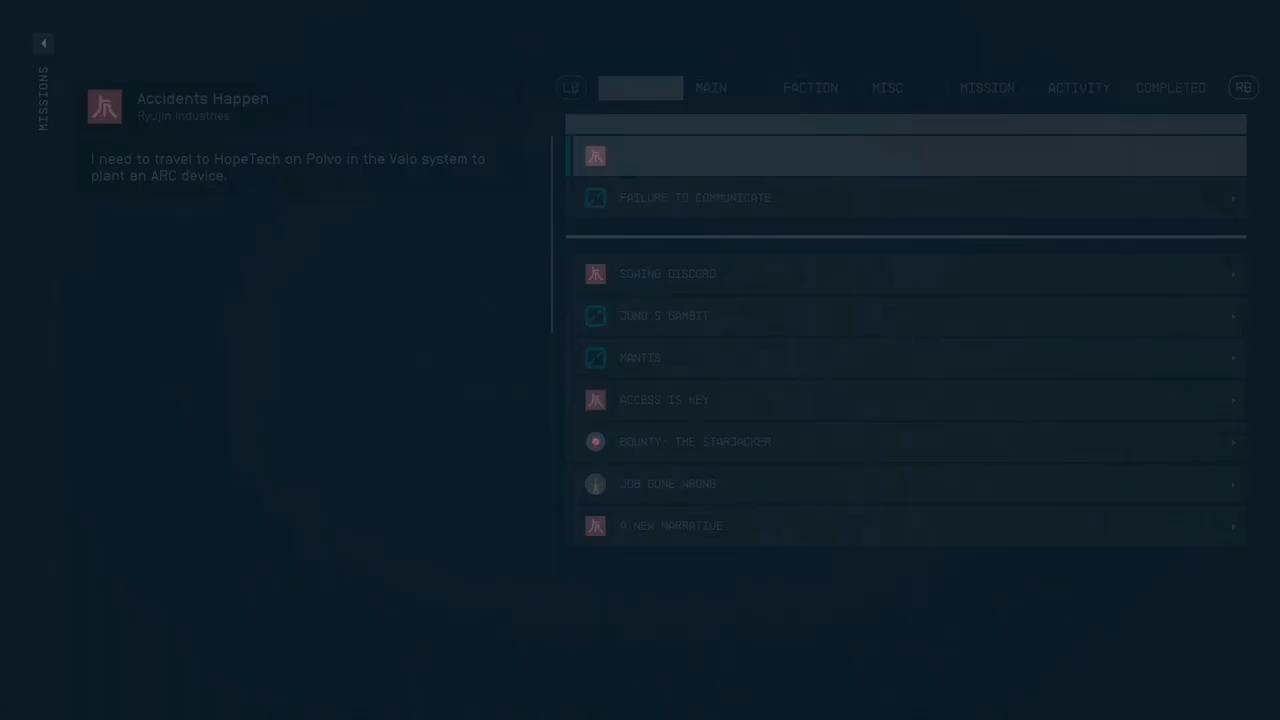 MISSIONS
Accidents Happen
Ryujin Industries
I need to travel to HopeTech on Polvo in the Valo system to
plant an ARC device.
LB MAIN FACTION MISC MISSION ACTIVITY COMPLETED RB
FAILURE TO COMMUNICATE
SOWING DISCORD
JUNO'S GAMBIT
MANTIS
ACCESS IS KEY
BOUNTY: THE STARJACKER
JOB DONE WRONG
A NEW NARRATIVE